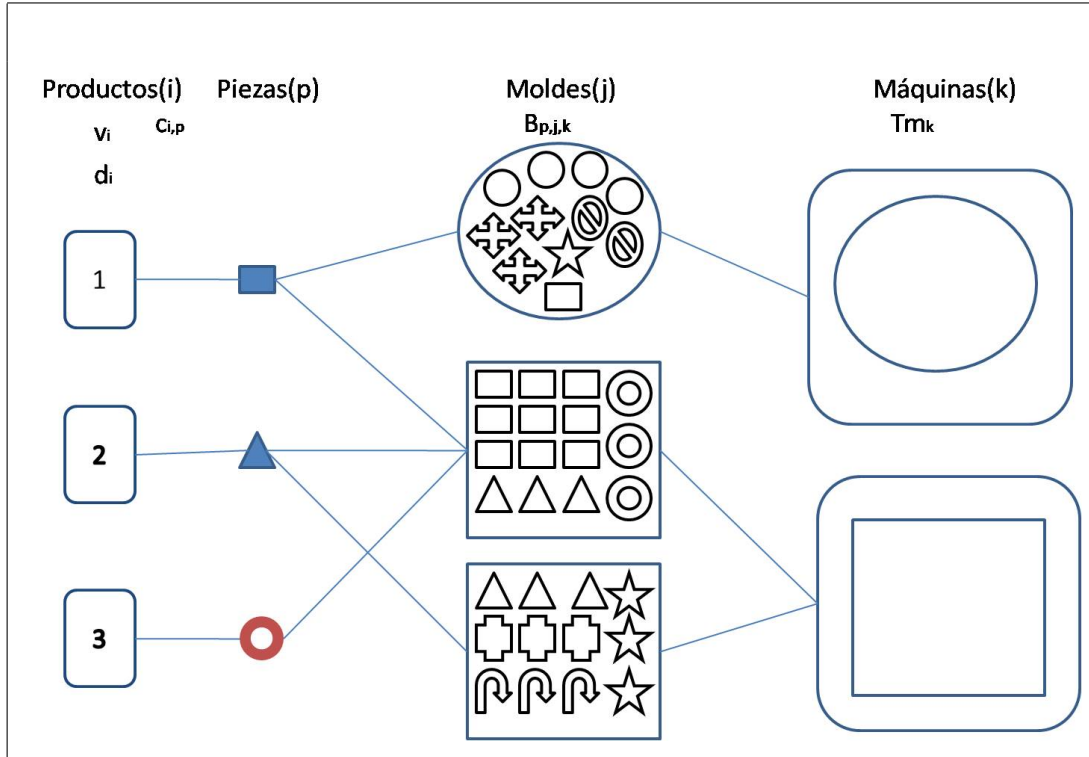 Productos(i) Piezas(p) Moldes(j) Máquinas(k)
Vi Ci,p Bp,j,k Tmk
di
1
2
3